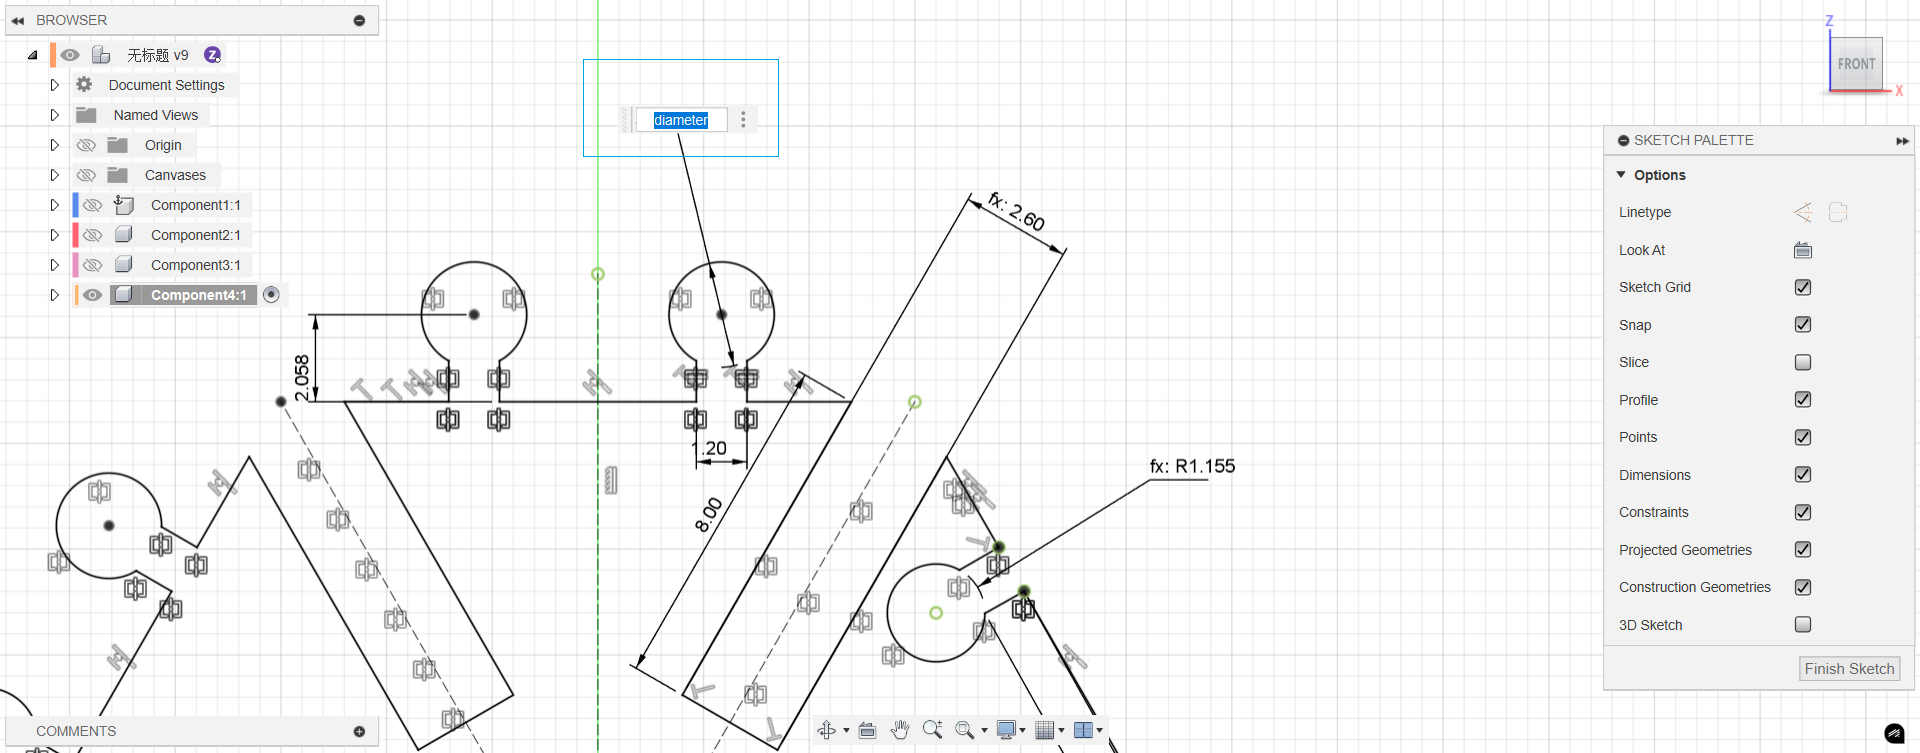 BROWSER
无标题 v9
Document Settings
Named Views
Origin
Canvases
Component1:1
Component2:1
Component3:1
Component4:1
COMMENTS
diameter
fx: 2.60
2.058
1.20
8.00
fx: R1.155
Z
FRONT
X
SKETCH PALETTE
Options
Linetype
Look At
Sketch Grid
Snap
Slice
Profile
Points
Dimensions
Constraints
Projected Geometries
Construction Geometries
3D Sketch
Finish Sketch